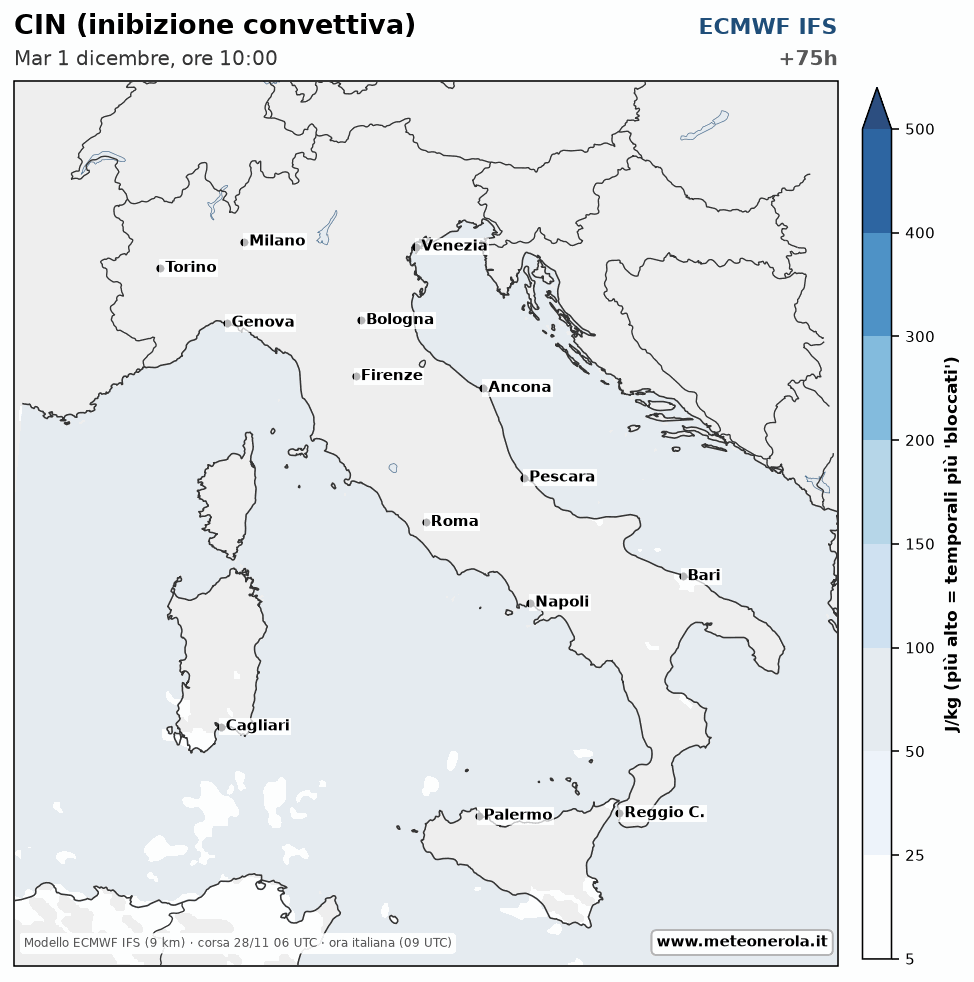 CIN (inibizione convettiva)
ECMWF IFS
Mar 1 dicembre, ore 10:00
+75h
Milano
Venezia
Torino
Genova
Bologna
Firenze
Ancona
Pescara
Roma
Bari
Napoli
Cagliari
Palermo
Reggio C.
500
400
300
200
150
100
50
25
5
J/kg (più alto = temporali più 'bloccati')
Modello ECMWF IFS (9 km) · corsa 28/11 06 UTC · ora italiana (09 UTC)
www.meteonerola.it